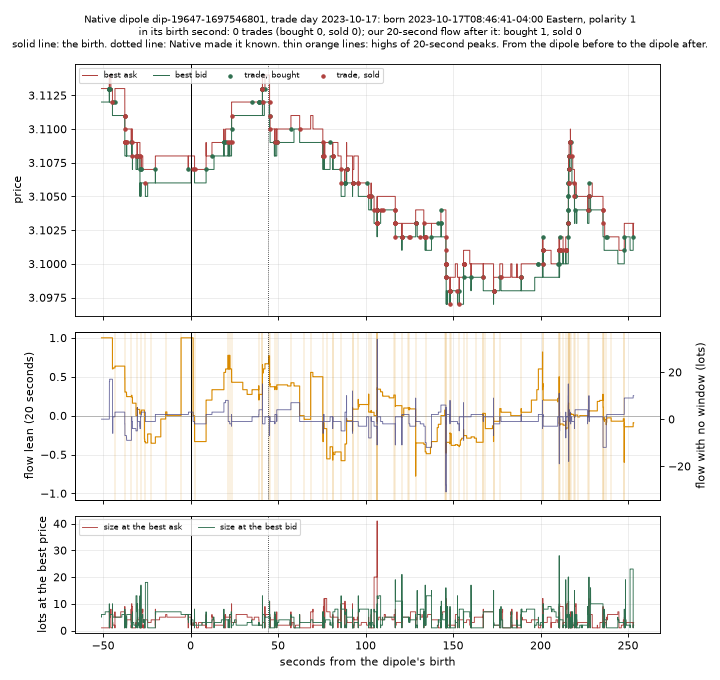 Native dipole dip-19647-1697546801, trade day 2023-10-17: born 2023-10-17T08:46:41-04:00 Eastern, polarity 1
in its birth second: 0 trades (bought 0, sold 0); our 20-second flow after it: bought 1, sold 0
solid line: the birth. dotted line: Native made it known. thin orange lines: highs of 20-second peaks. From the dipole before to the dipole after.
best ask
best bid
trade, bought
trade, sold
3.1125
3.1100
3.1075
3.1050
3.1025
3.1000
3.0975
price
1.0
0.5
0.0
−0.5
−1.0
flow lean (20 seconds)
20
0
−20
flow with no window (lots)
size at the best ask
size at the best bid
40
30
20
10
0
lots at the best price
−50
0
50
100
150
200
250
seconds from the dipole's birth